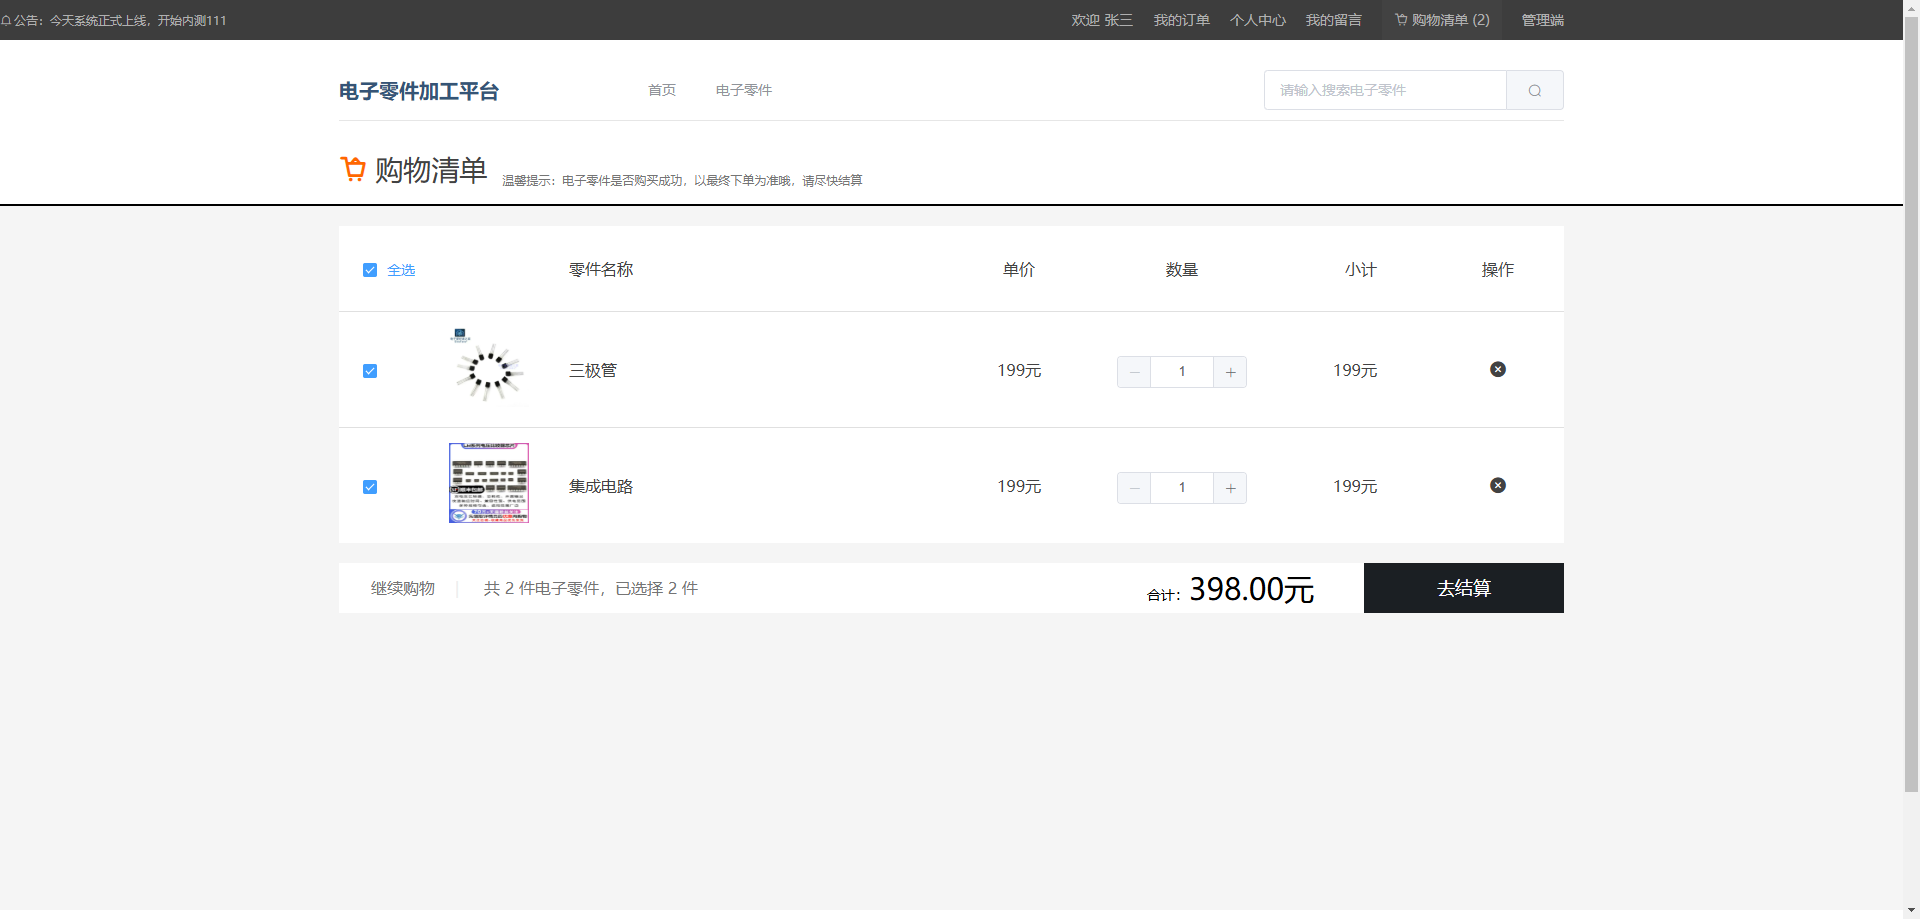 公告：今天系统正式上线，开始内测111
欢迎 张三 我的订单 个人中心 我的留言 购物清单 (2) 管理端
电子零件加工平台 首页 电子零件 请输入搜索电子零件
购物清单 温馨提示：电子零件是否购买成功，以最终下单为准哦，请尽快结算
全选 零件名称 单价 数量 小计 操作
三极管 199元 1 199元
集成电路 199元 1 199元
继续购物 共 2 件电子零件，已选择 2 件 合计：398.00元 去结算